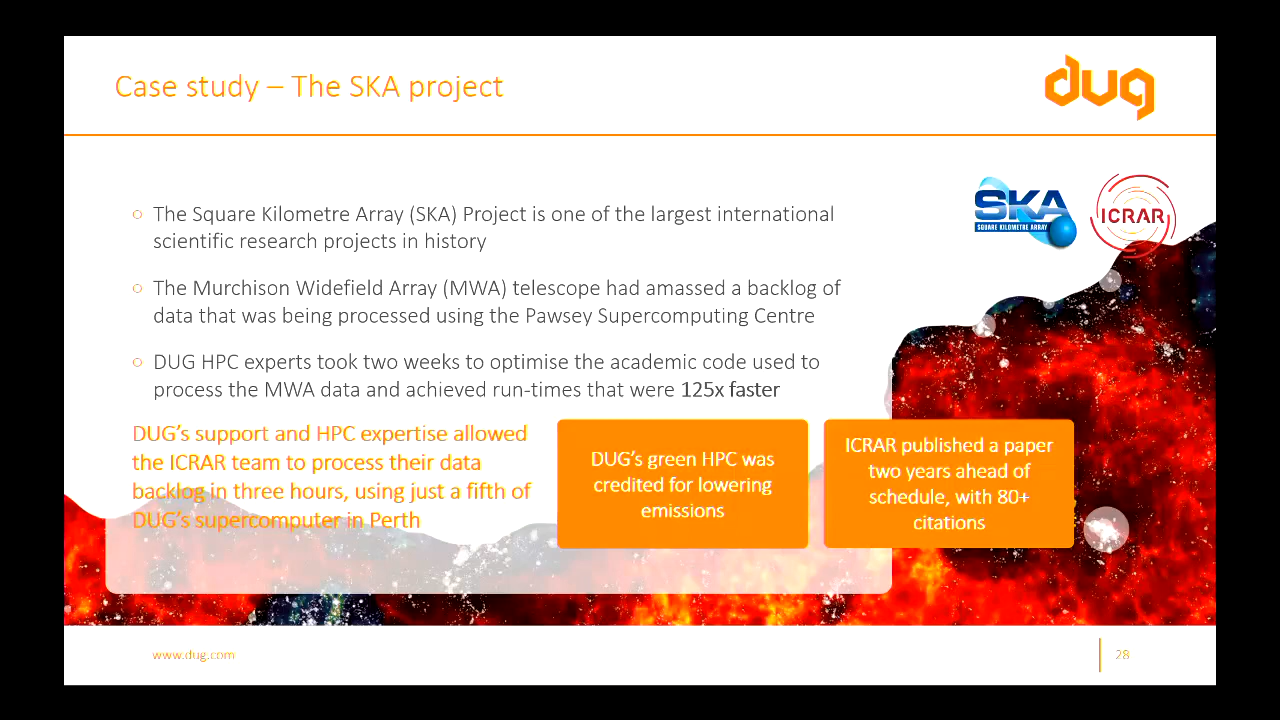 Case study – The SKA project
dug
SKA
SQUARE KILOMETRE ARRAY
ICRAR
○ The Square Kilometre Array (SKA) Project is one of the largest international
scientific research projects in history
○ The Murchison Widefield Array (MWA) telescope had amassed a backlog of
data that was being processed using the Pawsey Supercomputing Centre
○ DUG HPC experts took two weeks to optimise the academic code used to
process the MWA data and achieved run-times that were 125x faster
DUG’s support and HPC expertise allowed
the ICRAR team to process their data
backlog in three hours, using just a fifth of
DUG’s supercomputer in Perth
DUG’s green HPC was
credited for lowering
emissions
ICRAR published a paper
two years ahead of
schedule, with 80+
citations
www.dug.com
28